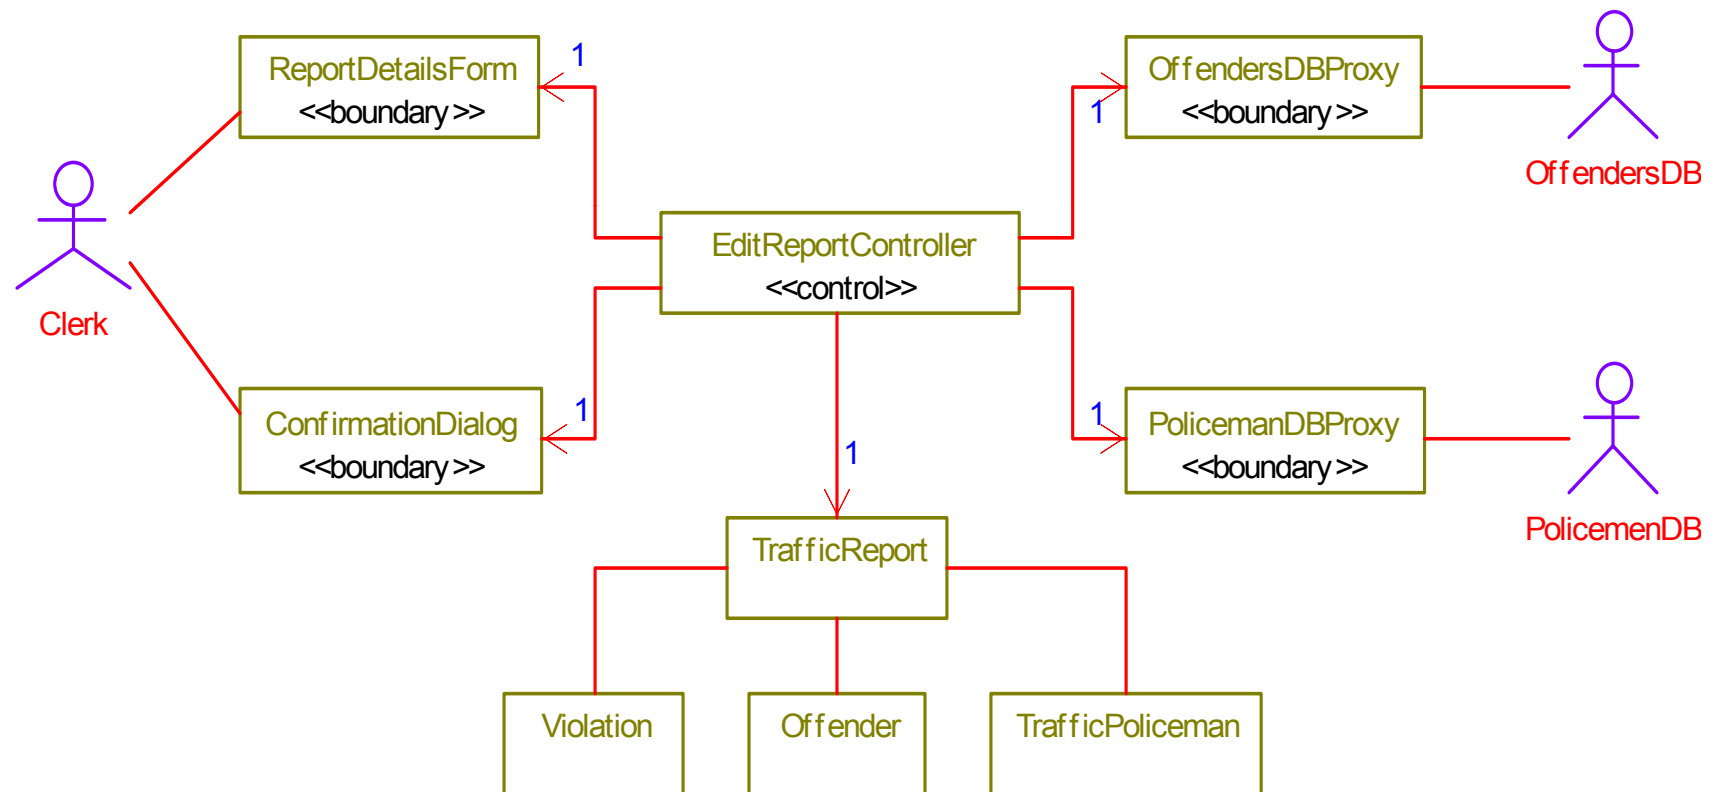 ReportDetailsForm
<<boundary>>
1
OffendersDBProxy
<<boundary>>
1
OffendersDB
EditReportController
<<control>>
Clerk
ConfirmationDialog
<<boundary>>
1
1
PolicemanDBProxy
<<boundary>>
1
PolicemenDB
TrafficReport
Violation
Offender
TrafficPoliceman